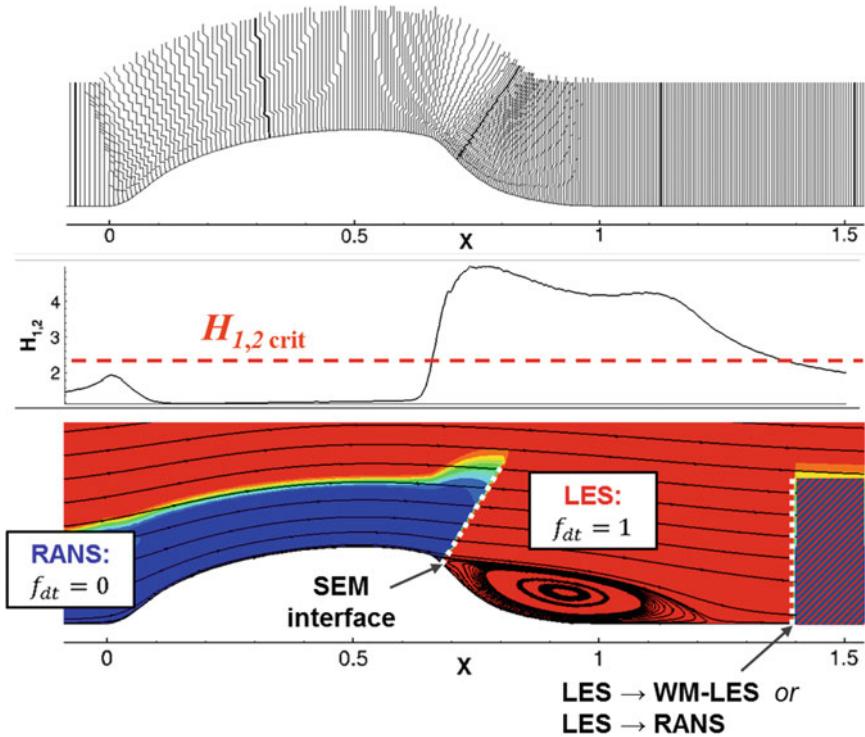 0 0.5 1 1.5
X
4
3
2
H1,2
H1,2 crit
RANS:
fdt = 0
LES:
fdt = 1
SEM
interface
0 0.5 1 1.5
X
LES → WM-LES or
LES → RANS